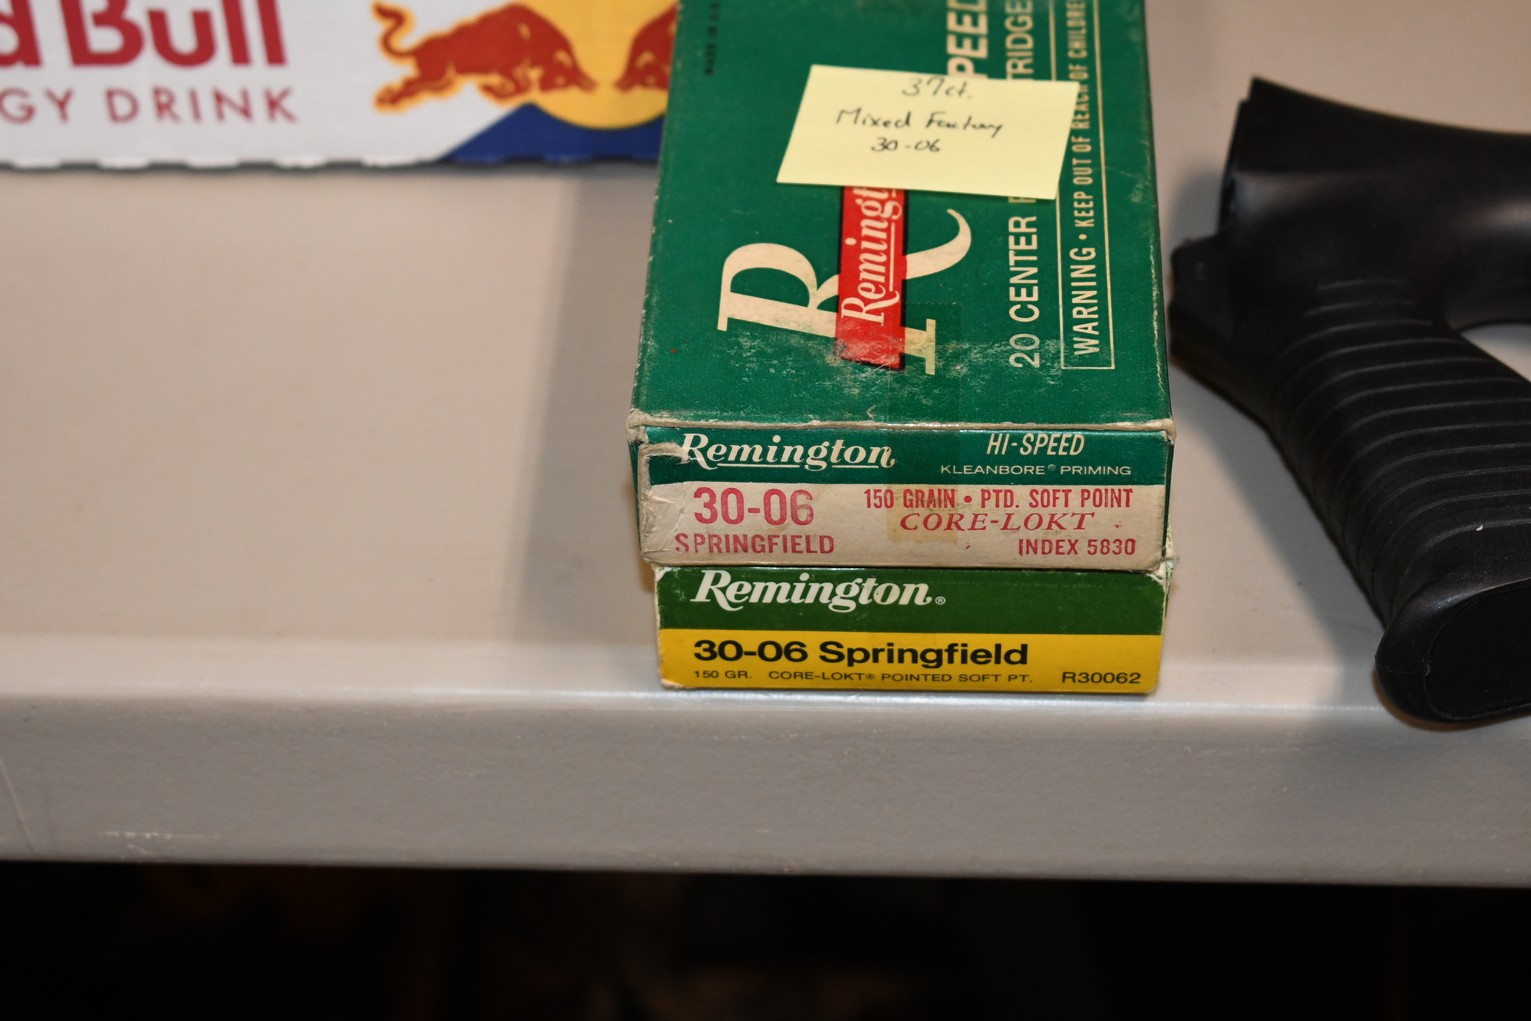 d Bull
GY DRINK
37ct.
Mixed Factory
30-06
R
Remingt
PEED
20 CENTER
TRIDGE
WARNING • KEEP OUT OF REACH OF CHILDRE
Remington
HI-SPEED
KLEANBORE® PRIMING
30-06
SPRINGFIELD
150 GRAIN • PTD. SOFT POINT
CORE-LOKT
INDEX 5830
Remington®
30-06 Springfield
150 GR. CORE-LOKT® POINTED SOFT PT. R30062